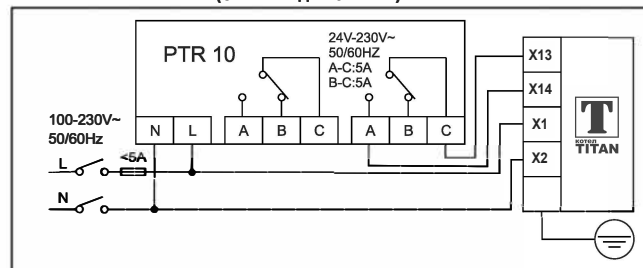 PTR 10
24V-230V~
50/60HZ
A-C:5A
B-C:5A
N L A B C A B C
100-230V~
50/60Hz
L
<5A
N
X13
X14
X1
X2
T
КОТЕЛ
TITAN